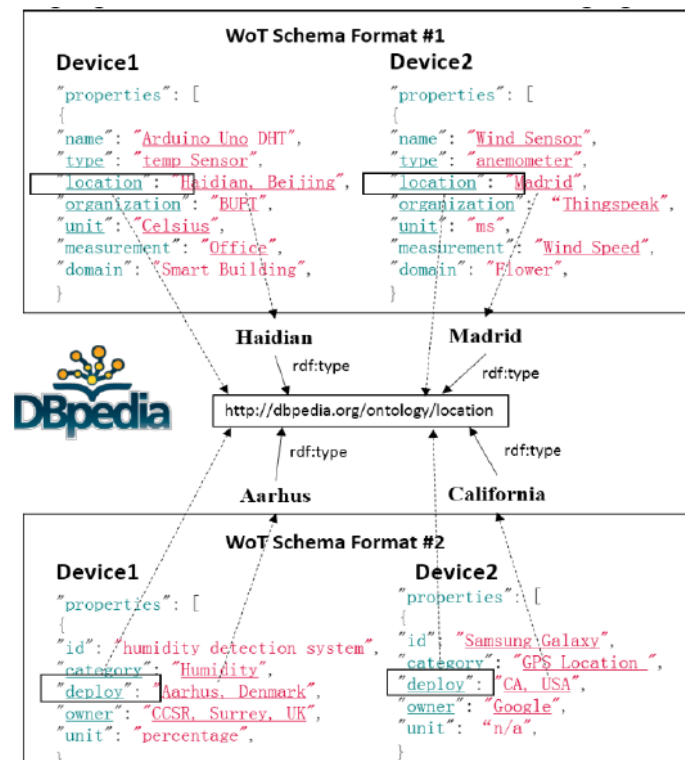 WoT Schema Format #1
Device1
"properties": [
{
"name": "Arduino Uno DHT",
"type": "temp Sensor",
"location": "Haidian, Beijing",
"organization": "BUPT",
"unit": "Celsius",
"measurement": "Office",
"domain": "Smart Building",
}
Device2
"properties": [
{
"name": "Wind Sensor",
"type": "anemometer",
"location": "Madrid",
"organization": “Thingspeak",
"unit": "ms",
"measurement": "Wind Speed",
"domain": "Flower",
}
Haidian
Madrid
rdf:type
rdf:type
DBpedia
http://dbpedia.org/ontology/location
rdf:type
rdf:type
Aarhus
California
WoT Schema Format #2
Device1
"properties": [
{
"id": "humidity detection system",
"category": "Humidity",
"deploy": "Aarhus, Denmark",
"owner": "CCSR, Surrey, UK",
"unit": "percentage",
}
Device2
"properties": [
{
"id": "Samsung Galaxy",
"category": "GPS Location ",
"deploy": "CA, USA",
"owner": "Google",
"unit": “n/a",
}